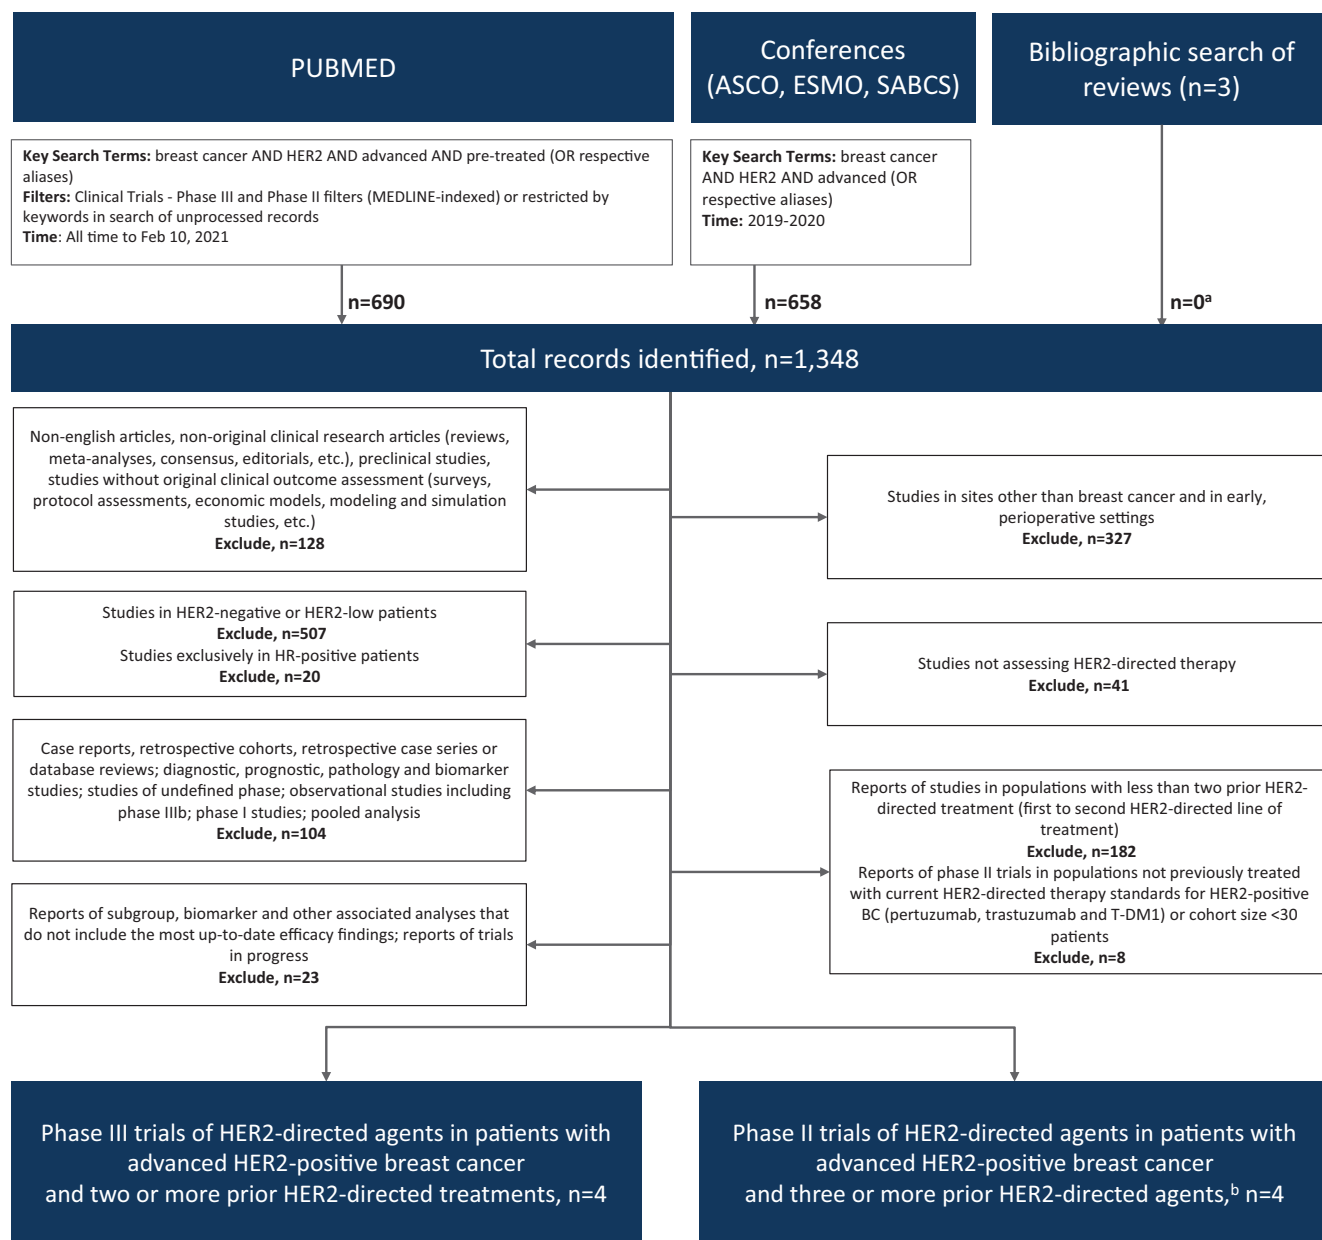 PUBMED
Conferences
(ASCO, ESMO, SABCS)
Bibliographic search of
reviews (n=3)
Key Search Terms: breast cancer AND HER2 AND advanced AND pre-treated (OR respective
aliases)
Filters: Clinical Trials - Phase III and Phase II filters (MEDLINE-indexed) or restricted by
keywords in search of unprocessed records
Time: All time to Feb 10, 2021
Key Search Terms: breast cancer
AND HER2 AND advanced (OR
respective aliases)
Time: 2019-2020
n=690
n=658
n=0a
Total records identified, n=1,348
Non-english articles, non-original clinical research articles (reviews,
meta-analyses, consensus, editorials, etc.), preclinical studies,
studies without original clinical outcome assessment (surveys,
protocol assessments, economic models, modeling and simulation
studies, etc.)
Exclude, n=128
Studies in sites other than breast cancer and in early,
perioperative settings
Exclude, n=327
Studies in HER2-negative or HER2-low patients
Exclude, n=507
Studies exclusively in HR-positive patients
Exclude, n=20
Studies not assessing HER2-directed therapy
Exclude, n=41
Case reports, retrospective cohorts, retrospective case series or
database reviews; diagnostic, prognostic, pathology and biomarker
studies; studies of undefined phase; observational studies including
phase IIIb; phase I studies; pooled analysis
Exclude, n=104
Reports of studies in populations with less than two prior HER2-
directed treatment (first to second HER2-directed line of
treatment)
Exclude, n=182
Reports of phase II trials in populations not previously treated
with current HER2-directed therapy standards for HER2-positive
BC (pertuzumab, trastuzumab and T-DM1) or cohort size <30
patients
Exclude, n=8
Reports of subgroup, biomarker and other associated analyses that
do not include the most up-to-date efficacy findings; reports of trials
in progress
Exclude, n=23
Phase III trials of HER2-directed agents in patients with
advanced HER2-positive breast cancer
and two or more prior HER2-directed treatments, n=4
Phase II trials of HER2-directed agents in patients with
advanced HER2-positive breast cancer
and three or more prior HER2-directed agents,b n=4